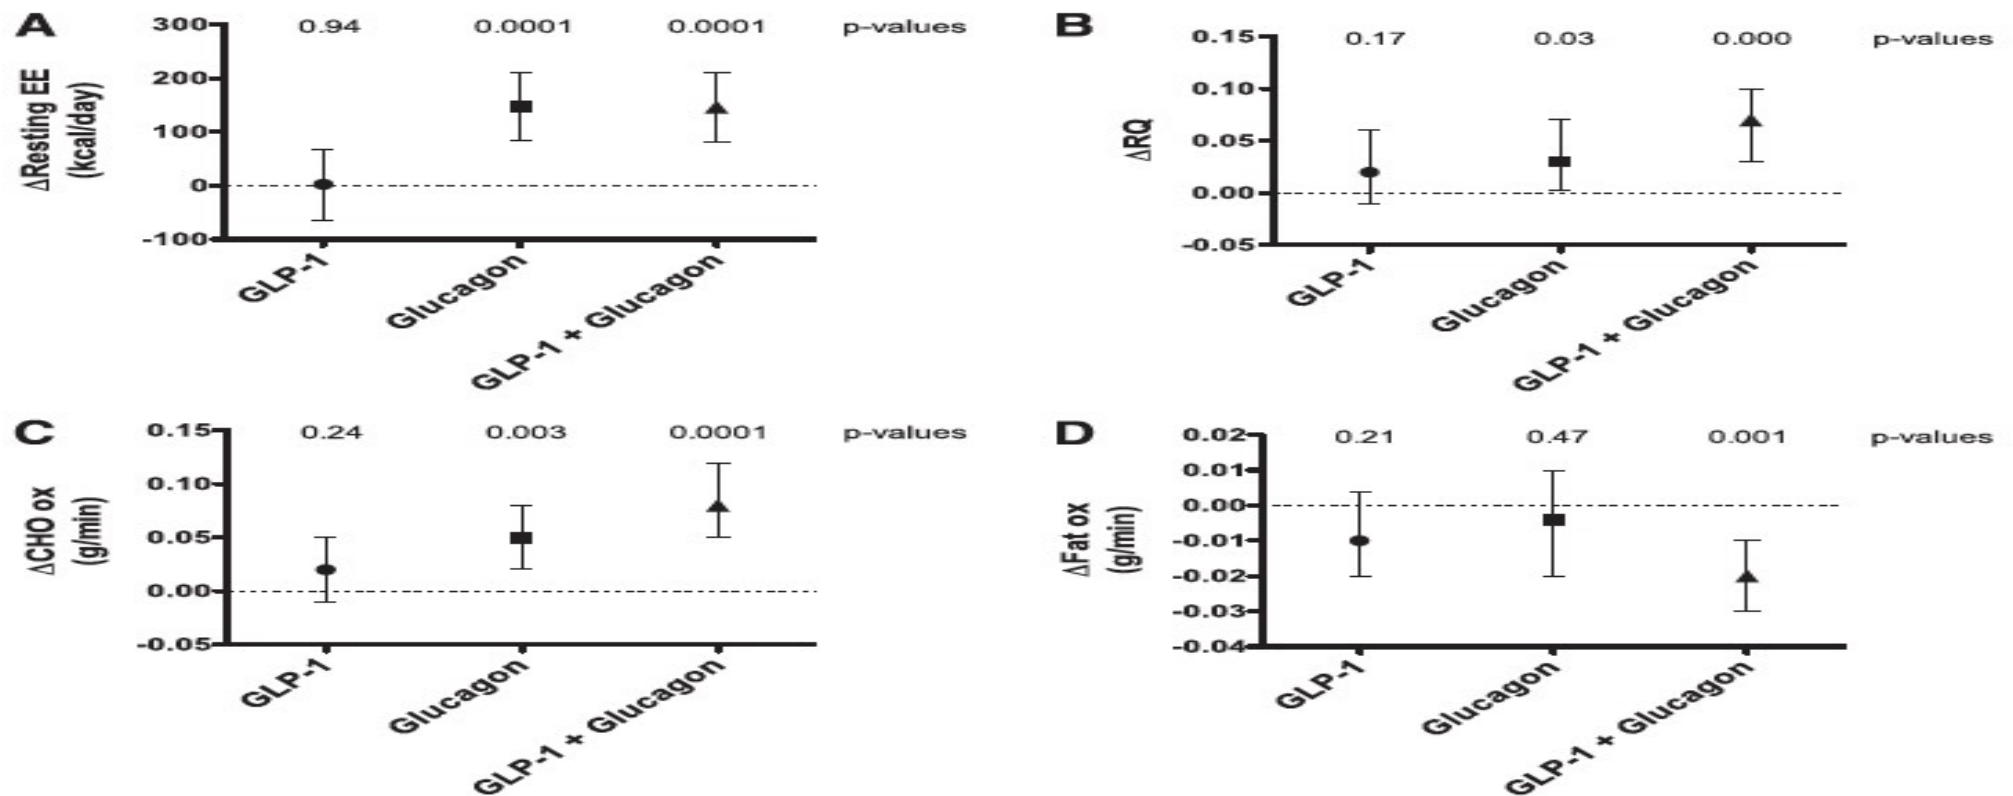 A
300 0.94 0.0001 0.0001 p-values
200
100
0
-100
ΔResting EE
(kcal/day)
GLP-1
Glucagon
GLP-1 + Glucagon
B
0.15 0.17 0.03 0.000 p-values
0.10
0.05
0.00
-0.05
ΔRQ
GLP-1
Glucagon
GLP-1 + Glucagon
C
0.15 0.24 0.003 0.0001 p-values
0.10
0.05
0.00
-0.05
ΔCHO ox
(g/min)
GLP-1
Glucagon
GLP-1 + Glucagon
D
0.02 0.21 0.47 0.001 p-values
0.01
0.00
-0.01
-0.02
-0.03
-0.04
ΔFat ox
(g/min)
GLP-1
Glucagon
GLP-1 + Glucagon